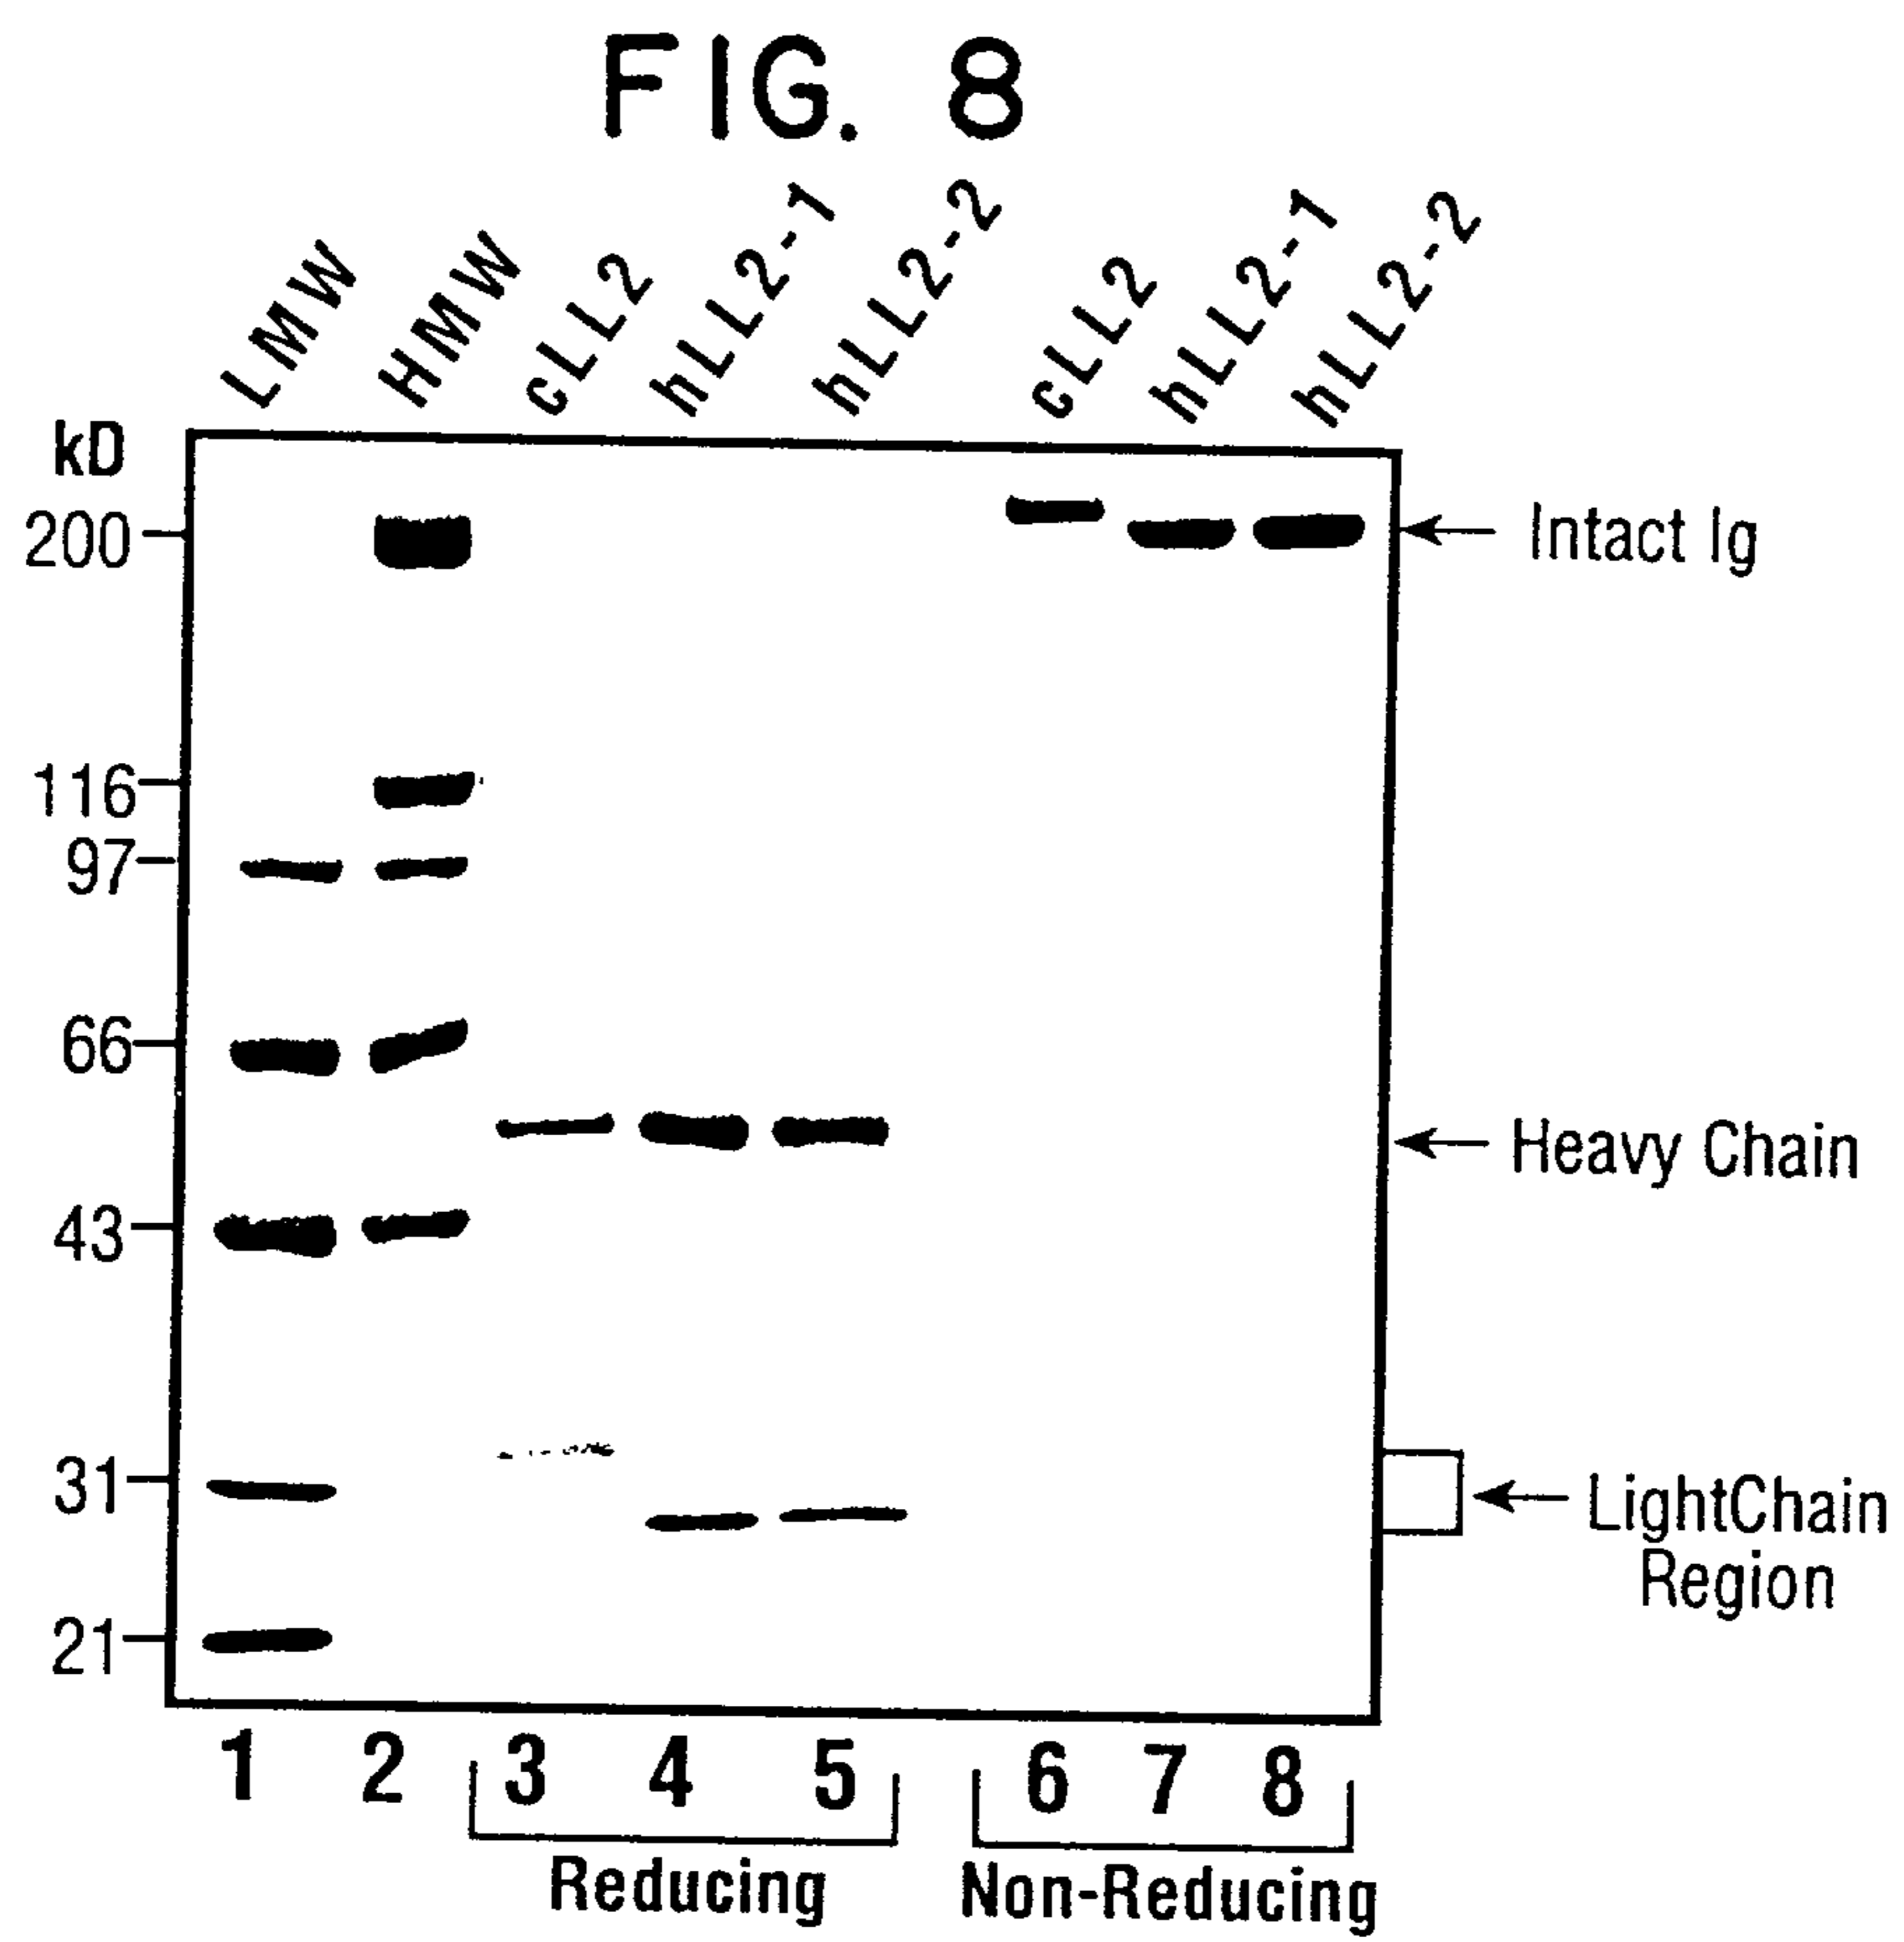 FIG. 8
LMW
HMW
cLL2
hLL2-1
hLL2-2
cLL2
hLL2-1
hLL2-2
kD
200
Intact Ig
116
97
66
Heavy Chain
43
31
LightChain
Region
21
1 2 3 4 5 6 7 8
Reducing
Non-Reducing